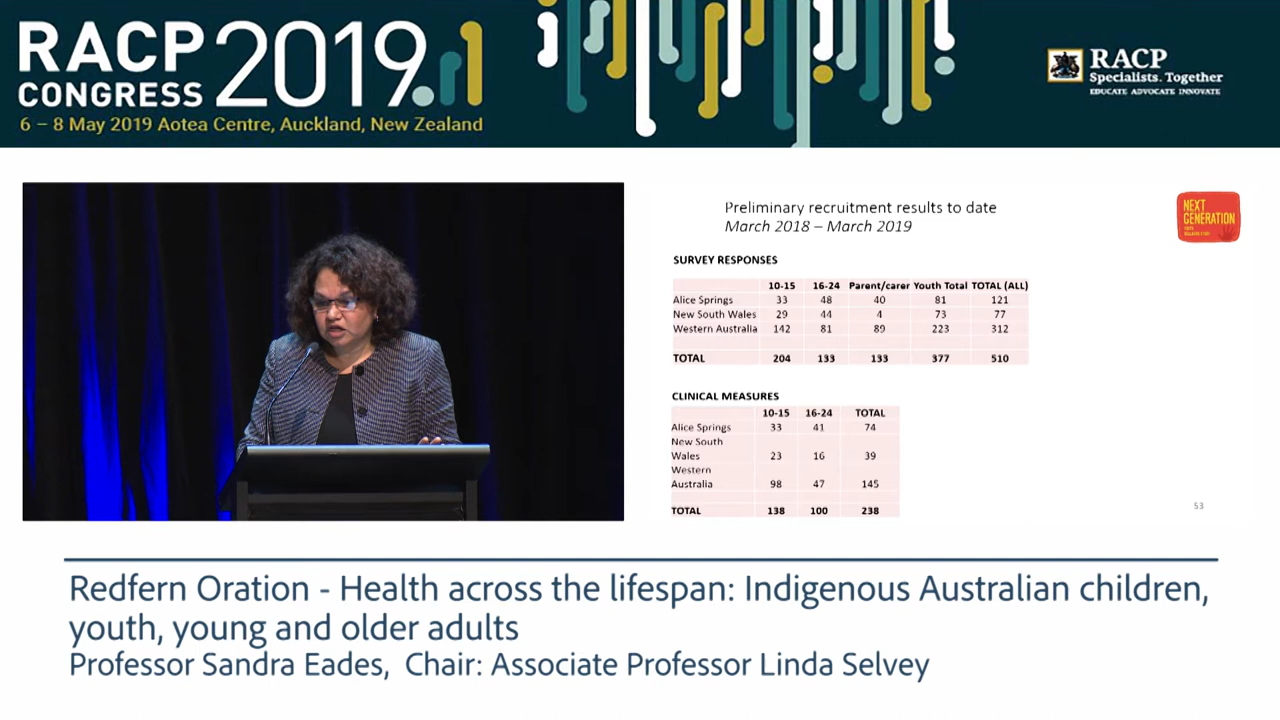 RACP 2019
CONGRESS
6 – 8 May 2019 Aotea Centre, Auckland, New Zealand
RACP
Specialists. Together
EDUCATE ADVOCATE INNOVATE
Preliminary recruitment results to date
March 2018 – March 2019
NEXT
GENERATION
SURVEY RESPONSES
10-15 16-24 Parent/carer Youth Total TOTAL (ALL)
Alice Springs 33 48 40 81 121
New South Wales 29 44 4 73 77
Western Australia 142 81 89 223 312
TOTAL 204 133 133 377 510
CLINICAL MEASURES
10-15 16-24 TOTAL
Alice Springs 33 41 74
New South
Wales 23 16 39
Western
Australia 98 47 145
TOTAL 138 100 238
53
Redfern Oration - Health across the lifespan: Indigenous Australian children,
youth, young and older adults
Professor Sandra Eades, Chair: Associate Professor Linda Selvey